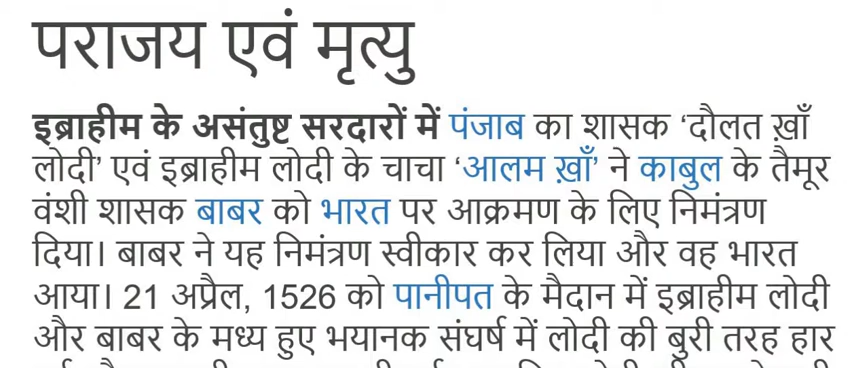 पराजय एवं मृत्यु
इब्राहीम के असंतुष्ट सरदारों में पंजाब का शासक ‘दौलत ख़ाँ
लोदी’ एवं इब्राहीम लोदी के चाचा ‘आलम ख़ाँ’ ने काबुल के तैमूर
वंशी शासक बाबर को भारत पर आक्रमण के लिए निमंत्रण
दिया। बाबर ने यह निमंत्रण स्वीकार कर लिया और वह भारत
आया। 21 अप्रैल, 1526 को पानीपत के मैदान में इब्राहीम लोदी
और बाबर के मध्य हुए भयानक संघर्ष में लोदी की बुरी तरह हार